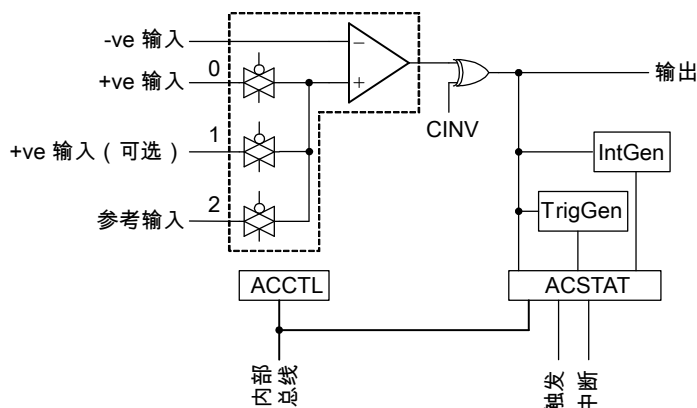 -ve 输入
+ve 输入
0
+ve 输入（可选）
1
参考输入
2
−
+
CINV
输出
IntGen
TrigGen
ACCTL
ACSTAT
内部
总线
触发
中断